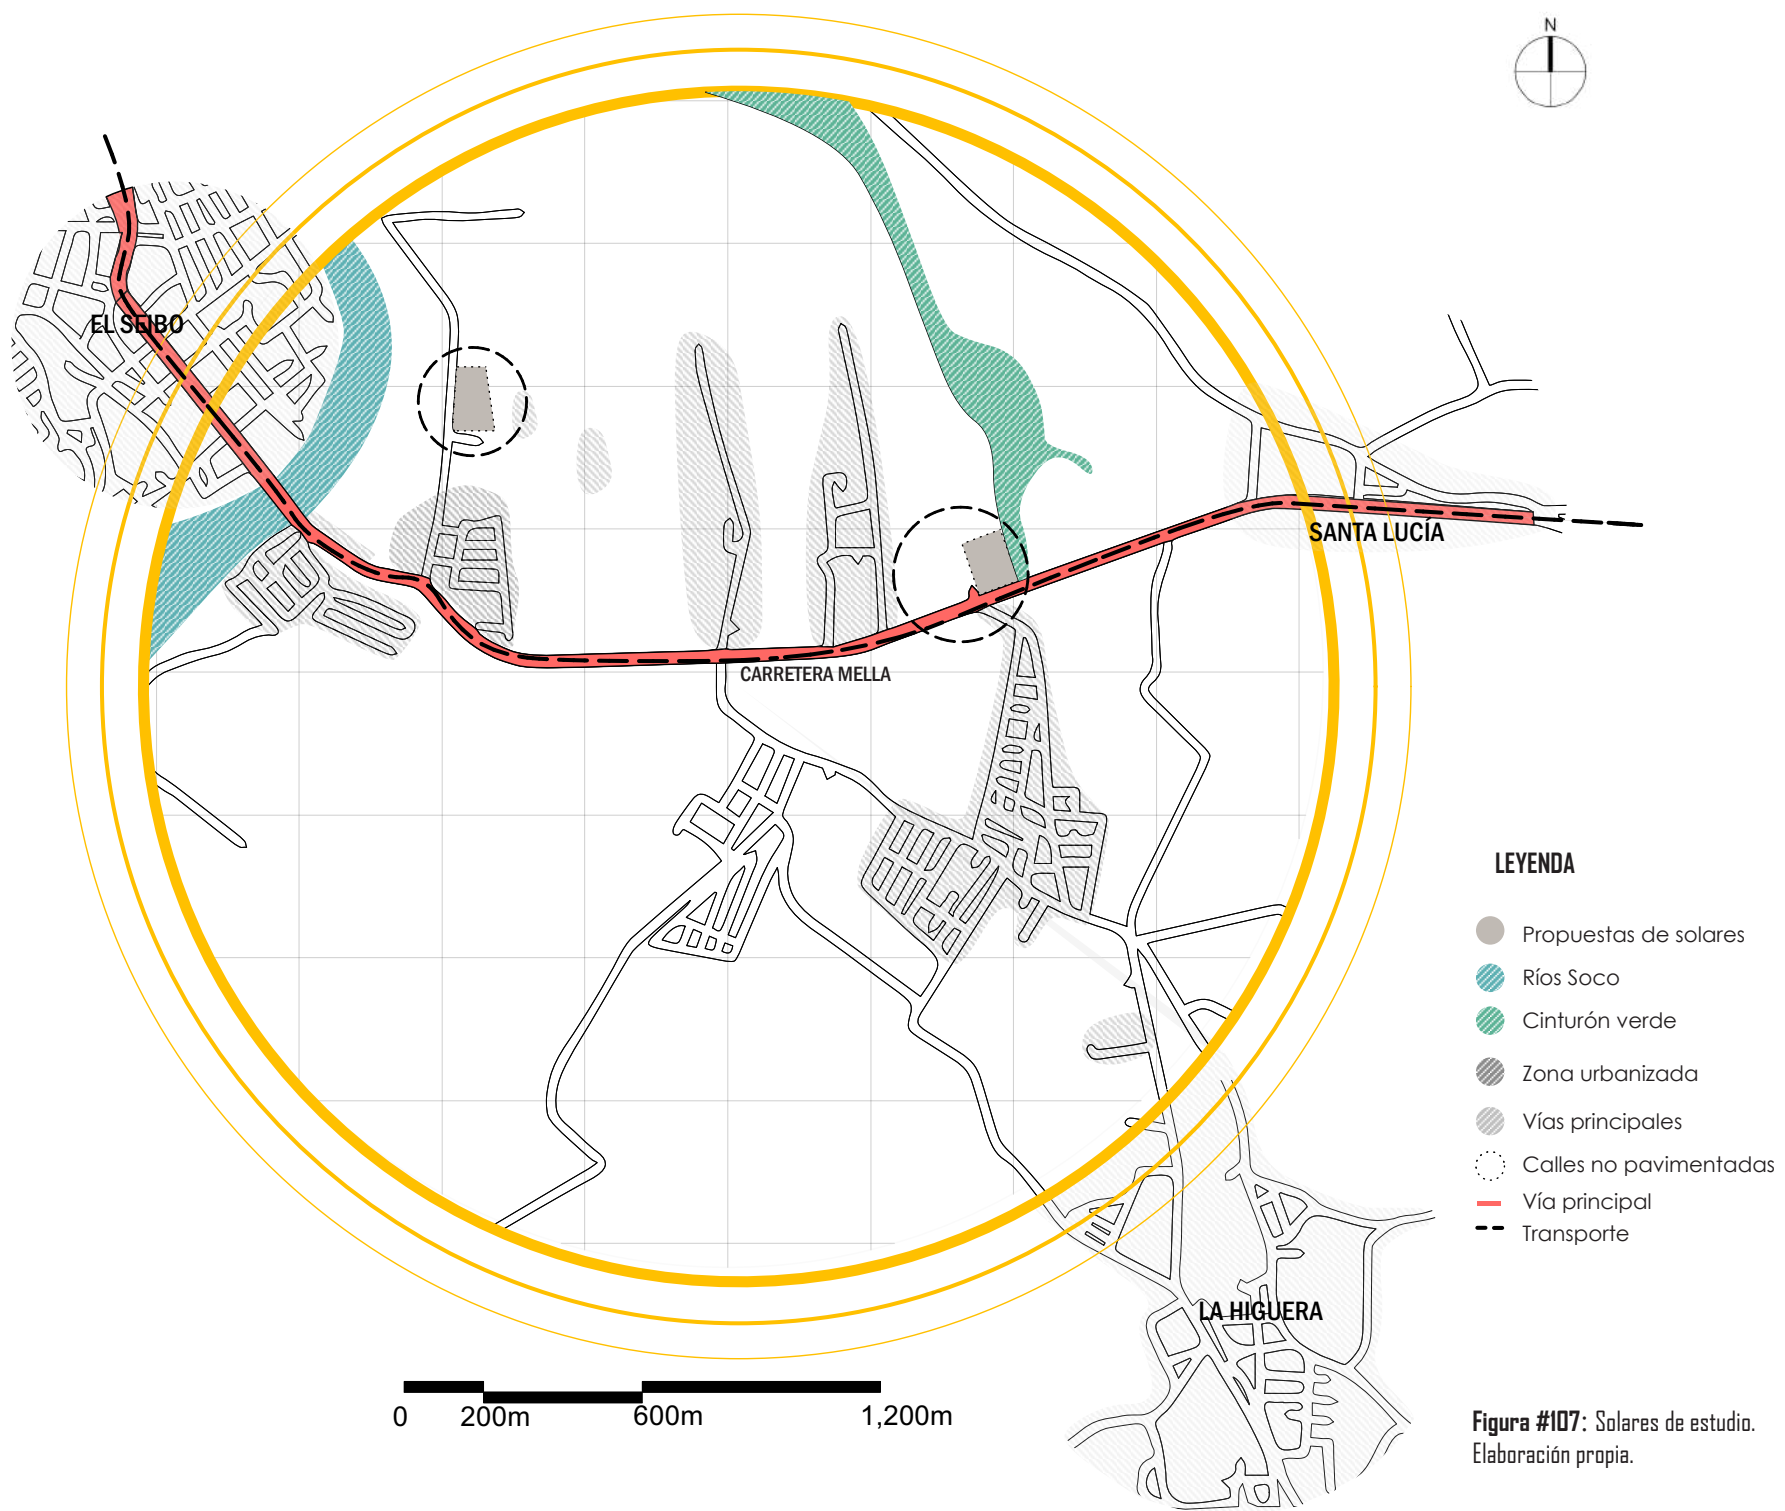 N
EL SEIBO
SANTA LUCÍA
CARRETERA MELLA
LEYENDA
Propuestas de solares
Ríos Soco
Cinturón verde
Zona urbanizada
Vías principales
Calles no pavimentadas
Vía principal
Transporte
LA HIGUERA
0 200m 600m 1,200m
Figura #107: Solares de estudio.
Elaboración propia.